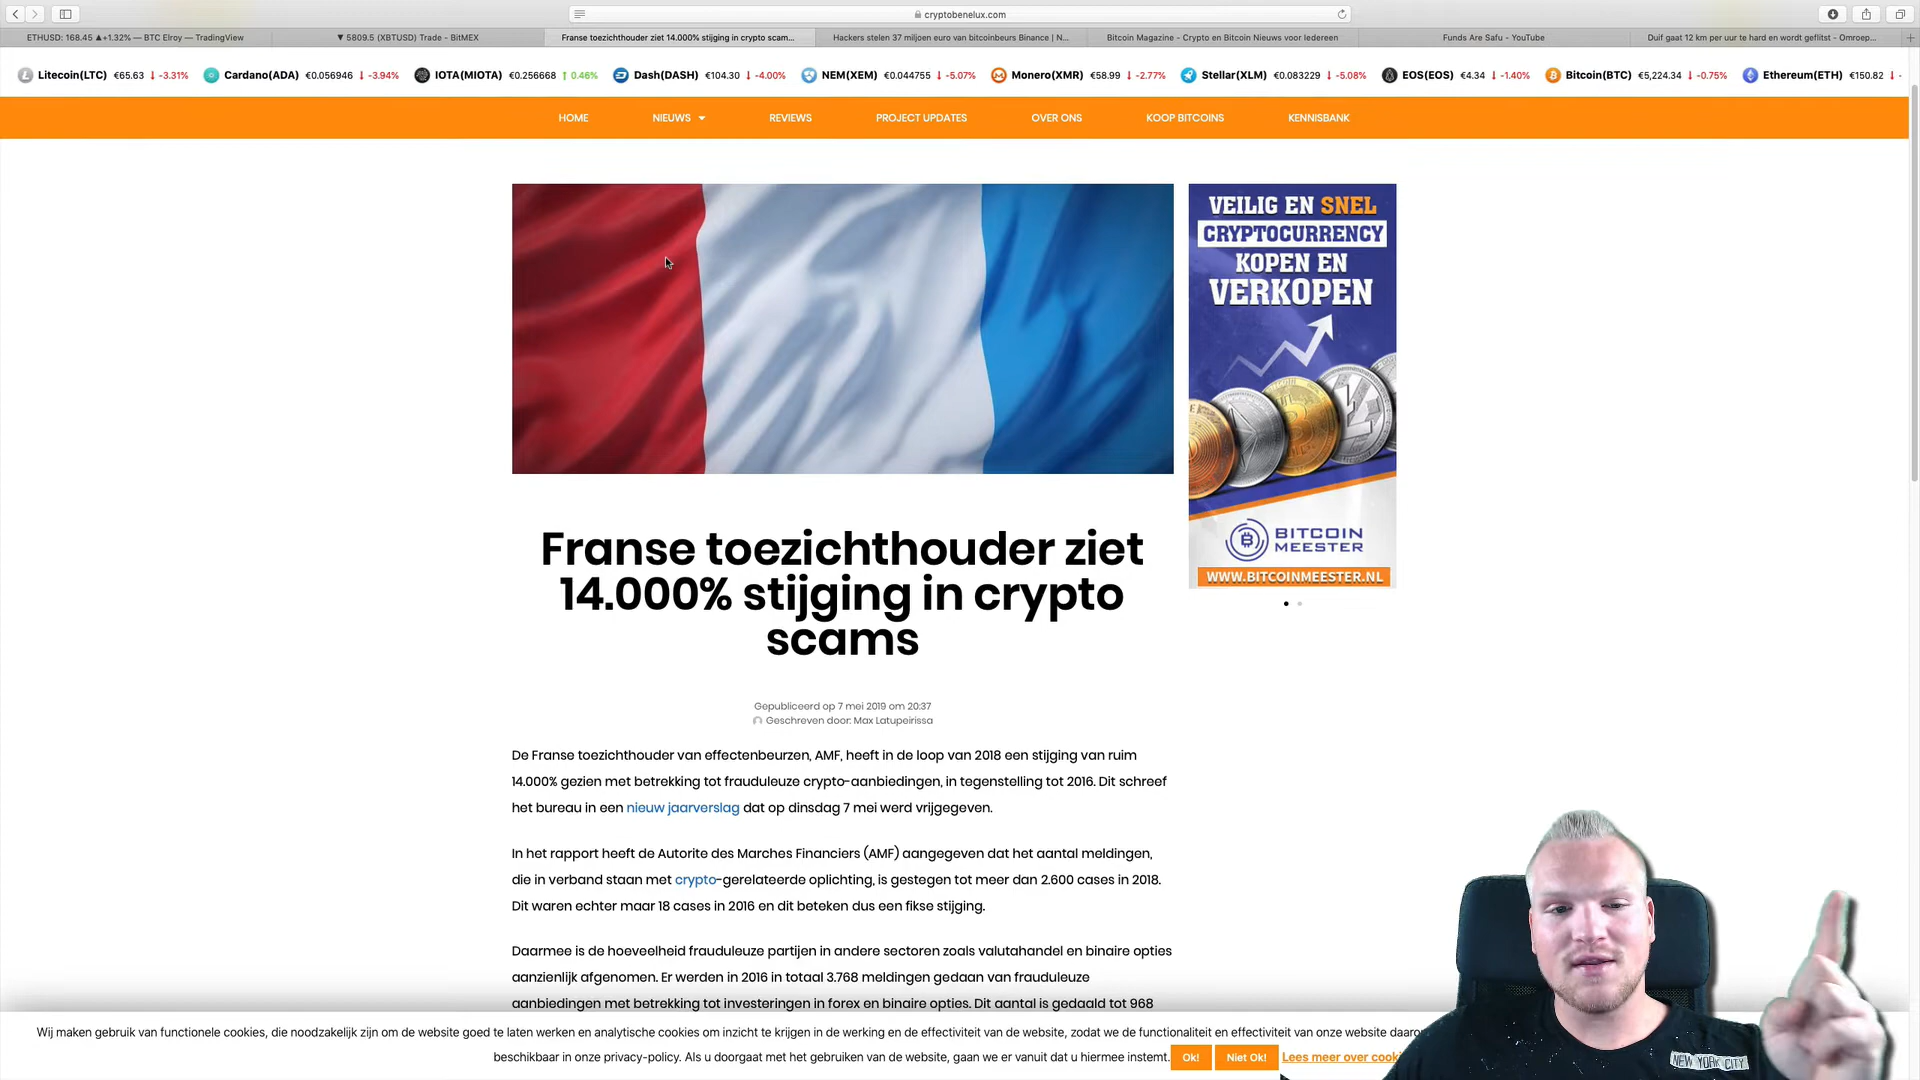 cryptobenelux.com
ETHUSD: 168.45 ▲+1.32% — BTC Elroy — TradingView
▼ 5809.5 (XBTUSD) Trade - BitMEX
Franse toezichthouder ziet 14.000% stijging in crypto scam...
Hackers stelen 37 miljoen euro van bitcoinbeurs Binance | N...
Bitcoin Magazine - Crypto en Bitcoin Nieuws voor Iedereen
Funds Are Safu - YouTube
Duif gaat 12 km per uur te hard en wordt geflitst - Omroep...
Litecoin(LTC) €65.63 ↓ -3.31%
Cardano(ADA) €0.056946 ↓ -3.94%
IOTA(MIOTA) €0.256668 ↑ 0.46%
Dash(DASH) €104.30 ↓ -4.00%
NEM(XEM) €0.044755 ↓ -5.07%
Monero(XMR) €58.99 ↓ -2.77%
Stellar(XLM) €0.083229 ↓ -5.08%
EOS(EOS) €4.34 ↓ -1.40%
Bitcoin(BTC) €5,224.34 ↓ -0.75%
Ethereum(ETH) €150.82 ↓ -
HOME
NIEUWS
REVIEWS
PROJECT UPDATES
OVER ONS
KOOP BITCOINS
KENNISBANK
VEILIG EN SNEL
CRYPTOCURRENCY
KOPEN EN
VERKOPEN
BITCOIN
MEESTER
WWW.BITCOINMEESTER.NL
Franse toezichthouder ziet
14.000% stijging in crypto
scams
Gepubliceerd op 7 mei 2019 om 20:37
Geschreven door: Max Latupeirissa
De Franse toezichthouder van effectenbeurzen, AMF, heeft in de loop van 2018 een stijging van ruim
14.000% gezien met betrekking tot frauduleuze crypto-aanbiedingen, in tegenstelling tot 2016. Dit schreef
het bureau in een nieuw jaarverslag dat op dinsdag 7 mei werd vrijgegeven.
In het rapport heeft de Autorite des Marches Financiers (AMF) aangegeven dat het aantal meldingen,
die in verband staan met crypto-gerelateerde oplichting, is gestegen tot meer dan 2.600 cases in 2018.
Dit waren echter maar 18 cases in 2016 en dit beteken dus een fikse stijging.
Daarmee is de hoeveelheid frauduleuze partijen in andere sectoren zoals valutahandel en binaire opties
aanzienlijk afgenomen. Er werden in 2016 in totaal 3.768 meldingen gedaan van frauduleuze
aanbiedingen met betrekking tot investeringen in forex en binaire opties. Dit aantal is gedaald tot 968
Wij maken gebruik van functionele cookies, die noodzakelijk zijn om de website goed te laten werken en analytische cookies om inzicht te krijgen in de werking en de effectiviteit van de website, zodat we de functionaliteit en effectiviteit van onze website daaro
beschikbaar in onze privacy-policy. Als u doorgaat met het gebruiken van de website, gaan we er vanuit dat u hiermee instemt.
Ok!
Niet Ok!
Lees meer over cooki
NEW YORK CITY